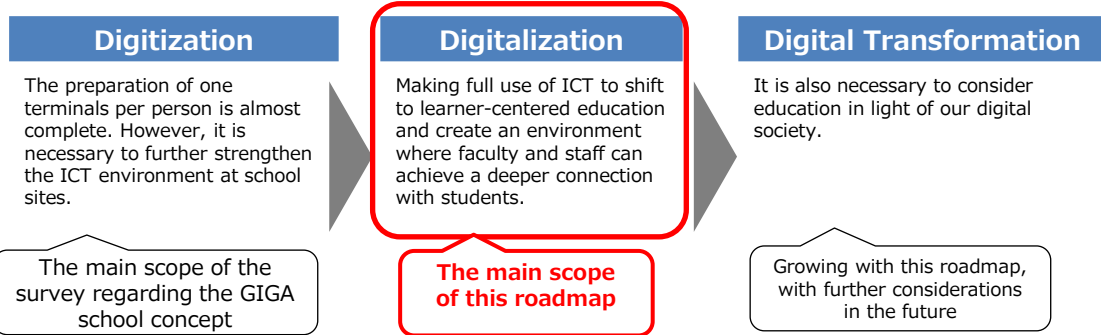 Digitization
The preparation of one
terminals per person is almost
complete. However, it is
necessary to further strengthen
the ICT environment at school
sites.
The main scope of the
survey regarding the GIGA
school concept
Digitalization
Making full use of ICT to shift
to learner-centered education
and create an environment
where faculty and staff can
achieve a deeper connection
with students.
The main scope
of this roadmap
Digital Transformation
It is also necessary to consider
education in light of our digital
society.
Growing with this roadmap,
with further considerations
in the future